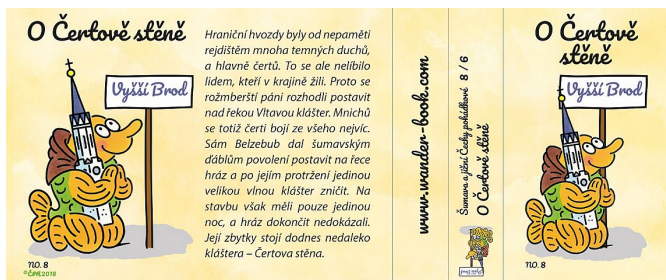 O Čertově stěně
Vyšší Brod
NO. 8
©ČPR2018
Hraniční hvozdy byly od nepaměti
rejdištěm mnoha temných duchů,
a hlavně čertů. To se ale nelíbilo
lidem, kteří v krajině žili. Proto se
rožmberští páni rozhodli postavit
nad řekou Vltavou klášter. Mnichů
se totiž čerti bojí ze všeho nejvíc.
Sám Belzebub dal šumavským
ďáblům povolení postavit na řece
hráz a po jejím protržení jedinou
velikou vlnou klášter zničit. Na
stavbu však měli pouze jedinou
noc, a hráz dokončit nedokázali.
Její zbytky stojí dodnes nedaleko
kláštera – Čertova stěna.
www.wander-book.com
Šumava a jižní Čechy pohádkové 8 / 6
O Čertově stěně
O Čertově
stěně
Vyšší Brod
NO. 8